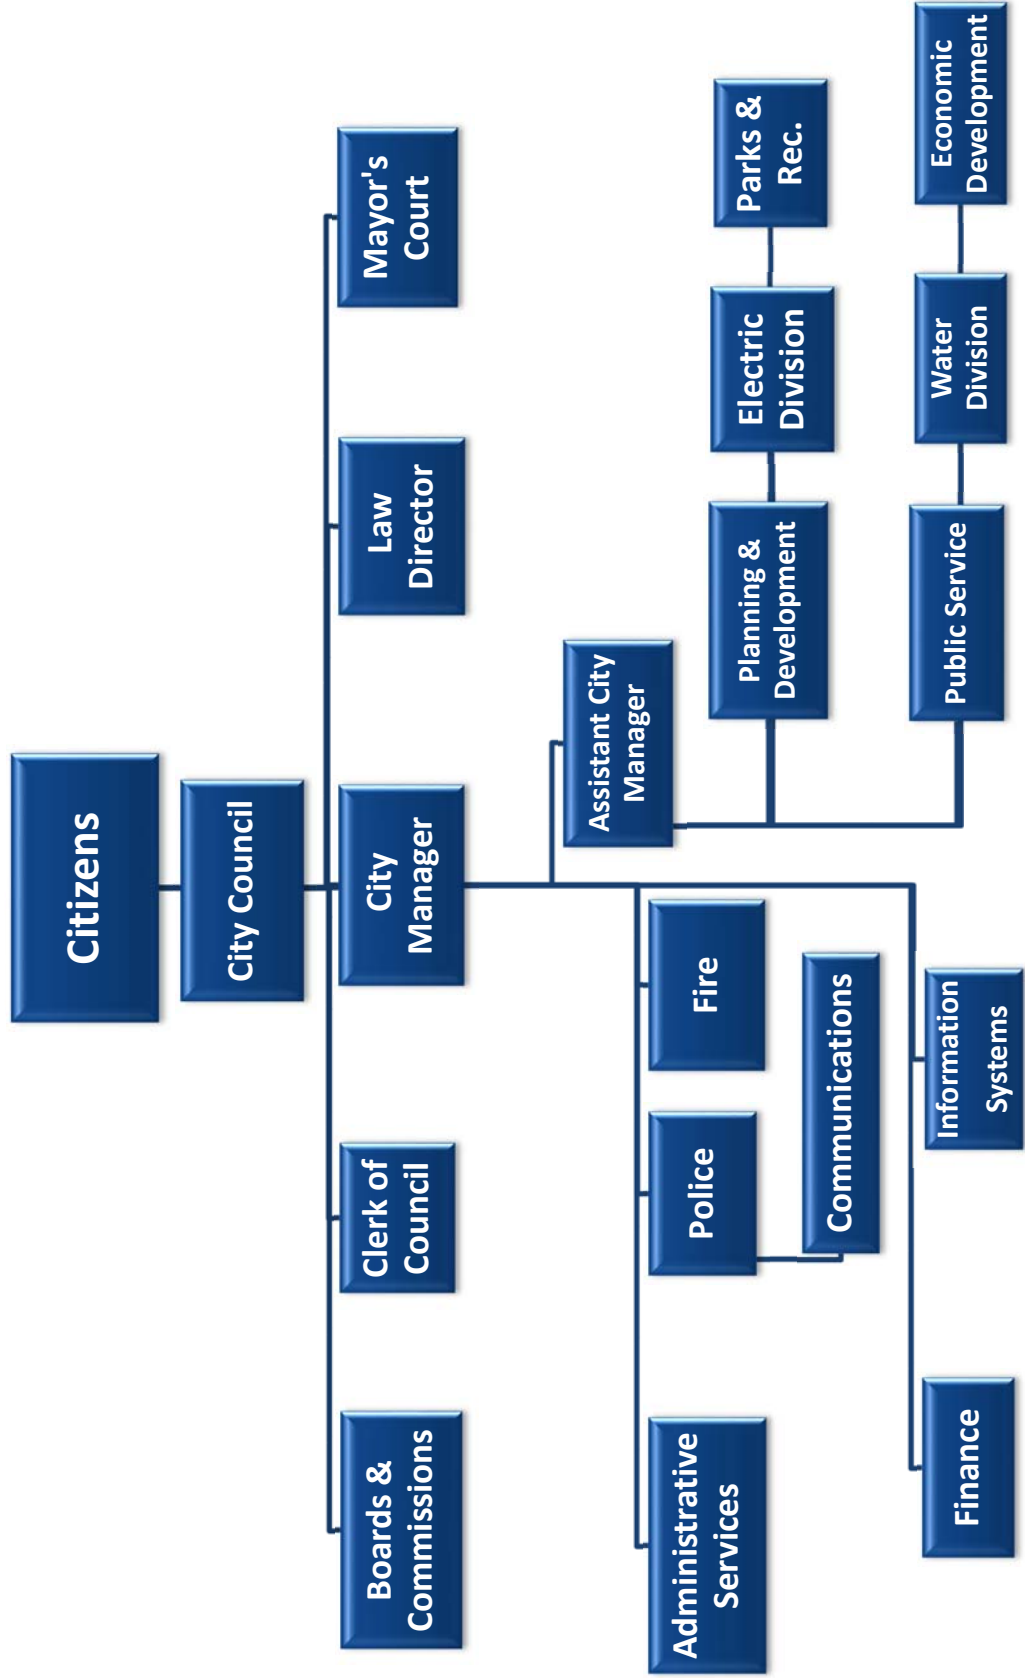 Citizens
City Council
Boards &
Commissions
Clerk of
Council
City
Manager
Law
Director
Mayor's
Court
Assistant City
Manager
Administrative
Services
Police
Fire
Planning &
Development
Electric
Division
Parks &
Rec.
Communications
Finance
Information
Systems
Public Service
Water
Division
Economic
Development